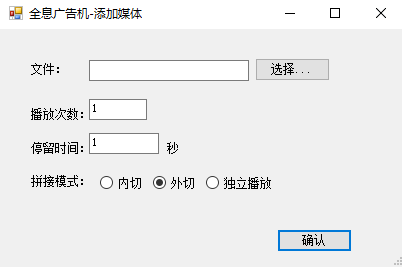 全息广告机-添加媒体
文件： 选择...
播放次数: 1
停留时间: 1 秒
拼接模式: 内切 外切 独立播放
确认